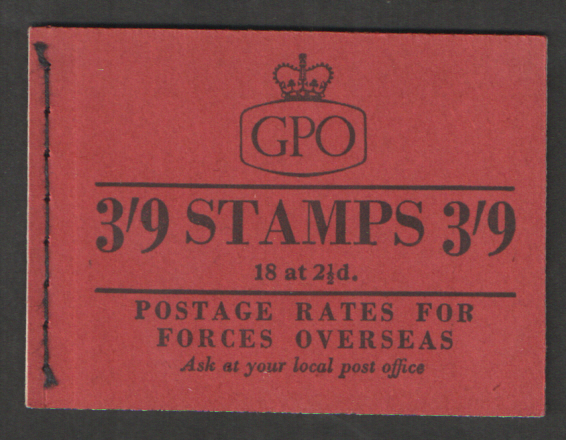 GPO
3/9 STAMPS 3/9
18 at 2½d.
POSTAGE RATES FOR
FORCES OVERSEAS
Ask at your local post office